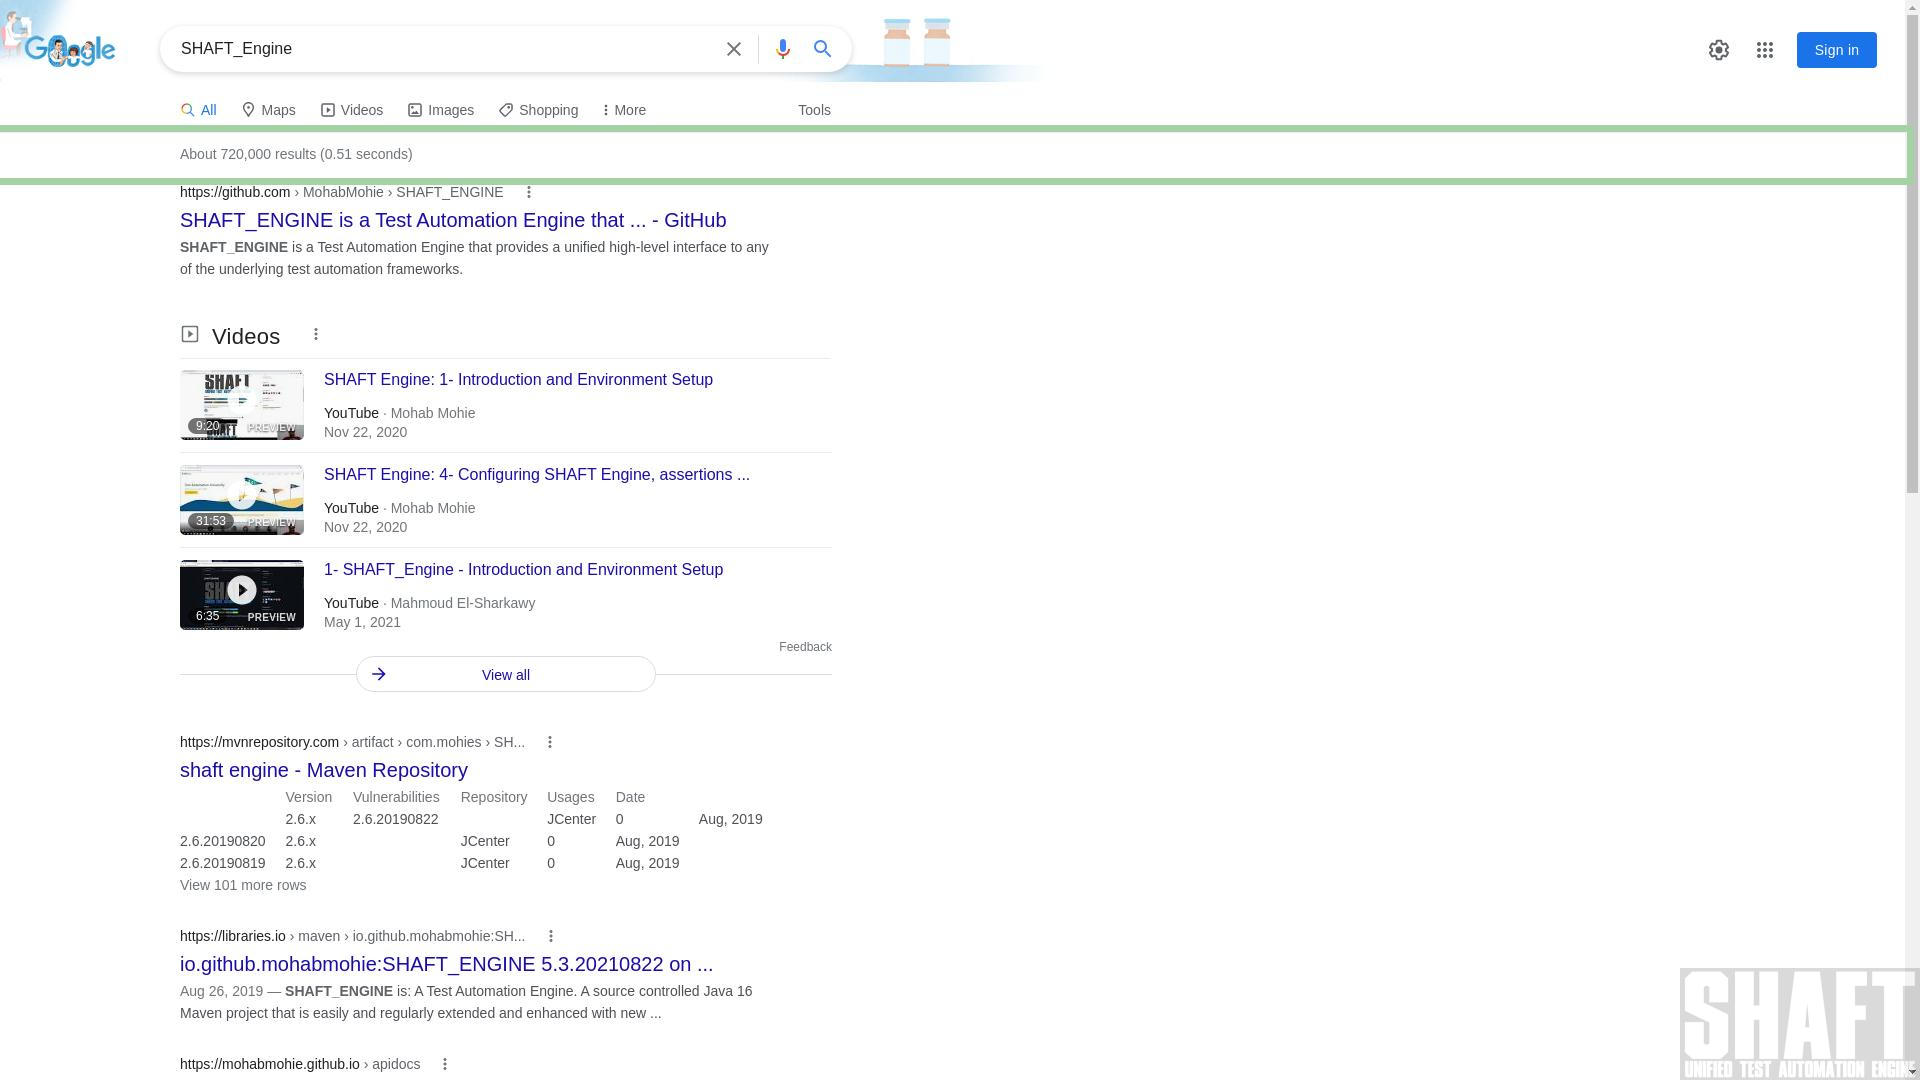 Google
SHAFT_Engine
Sign in
All
Maps
Videos
Images
Shopping
More
Tools
About 720,000 results (0.51 seconds)
https://github.com › MohabMohie › SHAFT_ENGINE
SHAFT_ENGINE is a Test Automation Engine that ... - GitHub
SHAFT_ENGINE is a Test Automation Engine that provides a unified high-level interface to any
of the underlying test automation frameworks.
Videos
SHAFT
9:20
PREVIEW
SHAFT Engine: 1- Introduction and Environment Setup
YouTube · Mohab Mohie
Nov 22, 2020
31:53
PREVIEW
SHAFT Engine: 4- Configuring SHAFT Engine, assertions ...
YouTube · Mohab Mohie
Nov 22, 2020
6:35
PREVIEW
1- SHAFT_Engine - Introduction and Environment Setup
YouTube · Mahmoud El-Sharkawy
May 1, 2021
Feedback
View all
https://mvnrepository.com › artifact › com.mohies › SH...
shaft engine - Maven Repository
Version Vulnerabilities Repository Usages Date
2.6.x 2.6.20190822 JCenter 0 Aug, 2019
2.6.20190820 2.6.x JCenter 0 Aug, 2019
2.6.20190819 2.6.x JCenter 0 Aug, 2019
View 101 more rows
https://libraries.io › maven › io.github.mohabmohie:SH...
io.github.mohabmohie:SHAFT_ENGINE 5.3.20210822 on ...
Aug 26, 2019 — SHAFT_ENGINE is: A Test Automation Engine. A source controlled Java 16
Maven project that is easily and regularly extended and enhanced with new ...
https://mohabmohie.github.io › apidocs
SHAFT
UNIFIED TEST AUTOMATION ENGINE